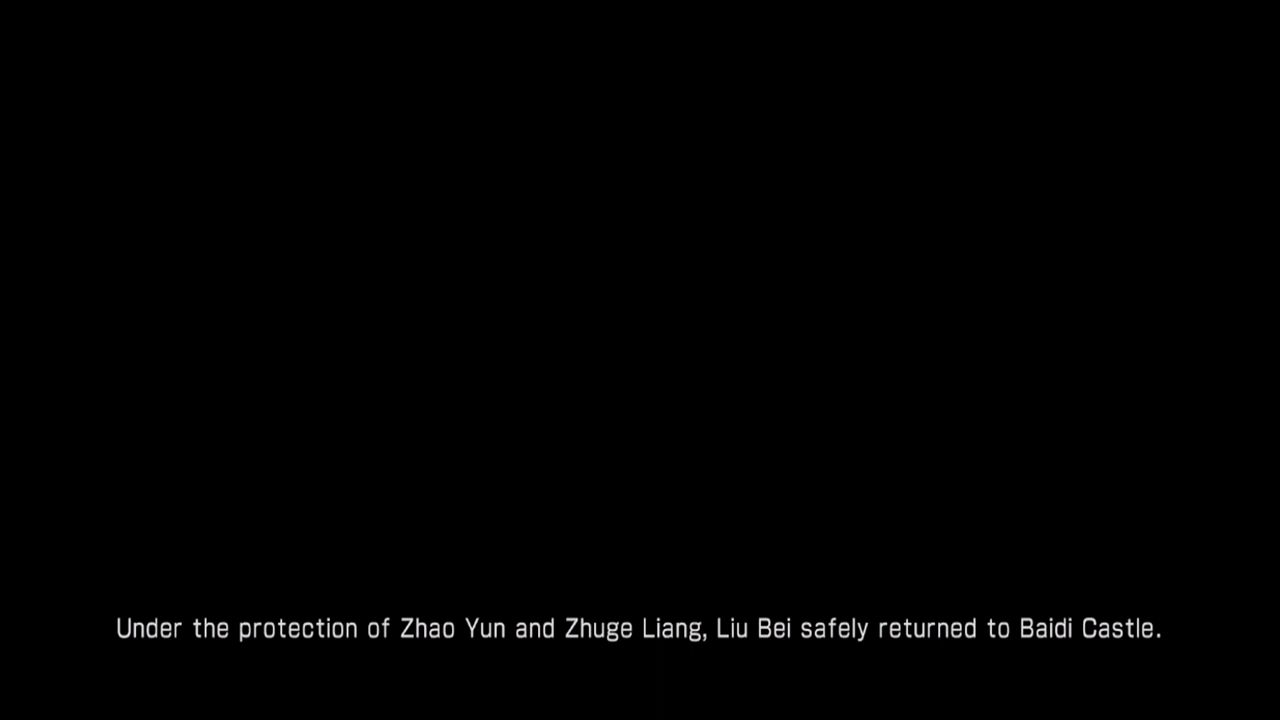 Under the protection of Zhao Yun and Zhuge Liang, Liu Bei safely returned to Baidi Castle.